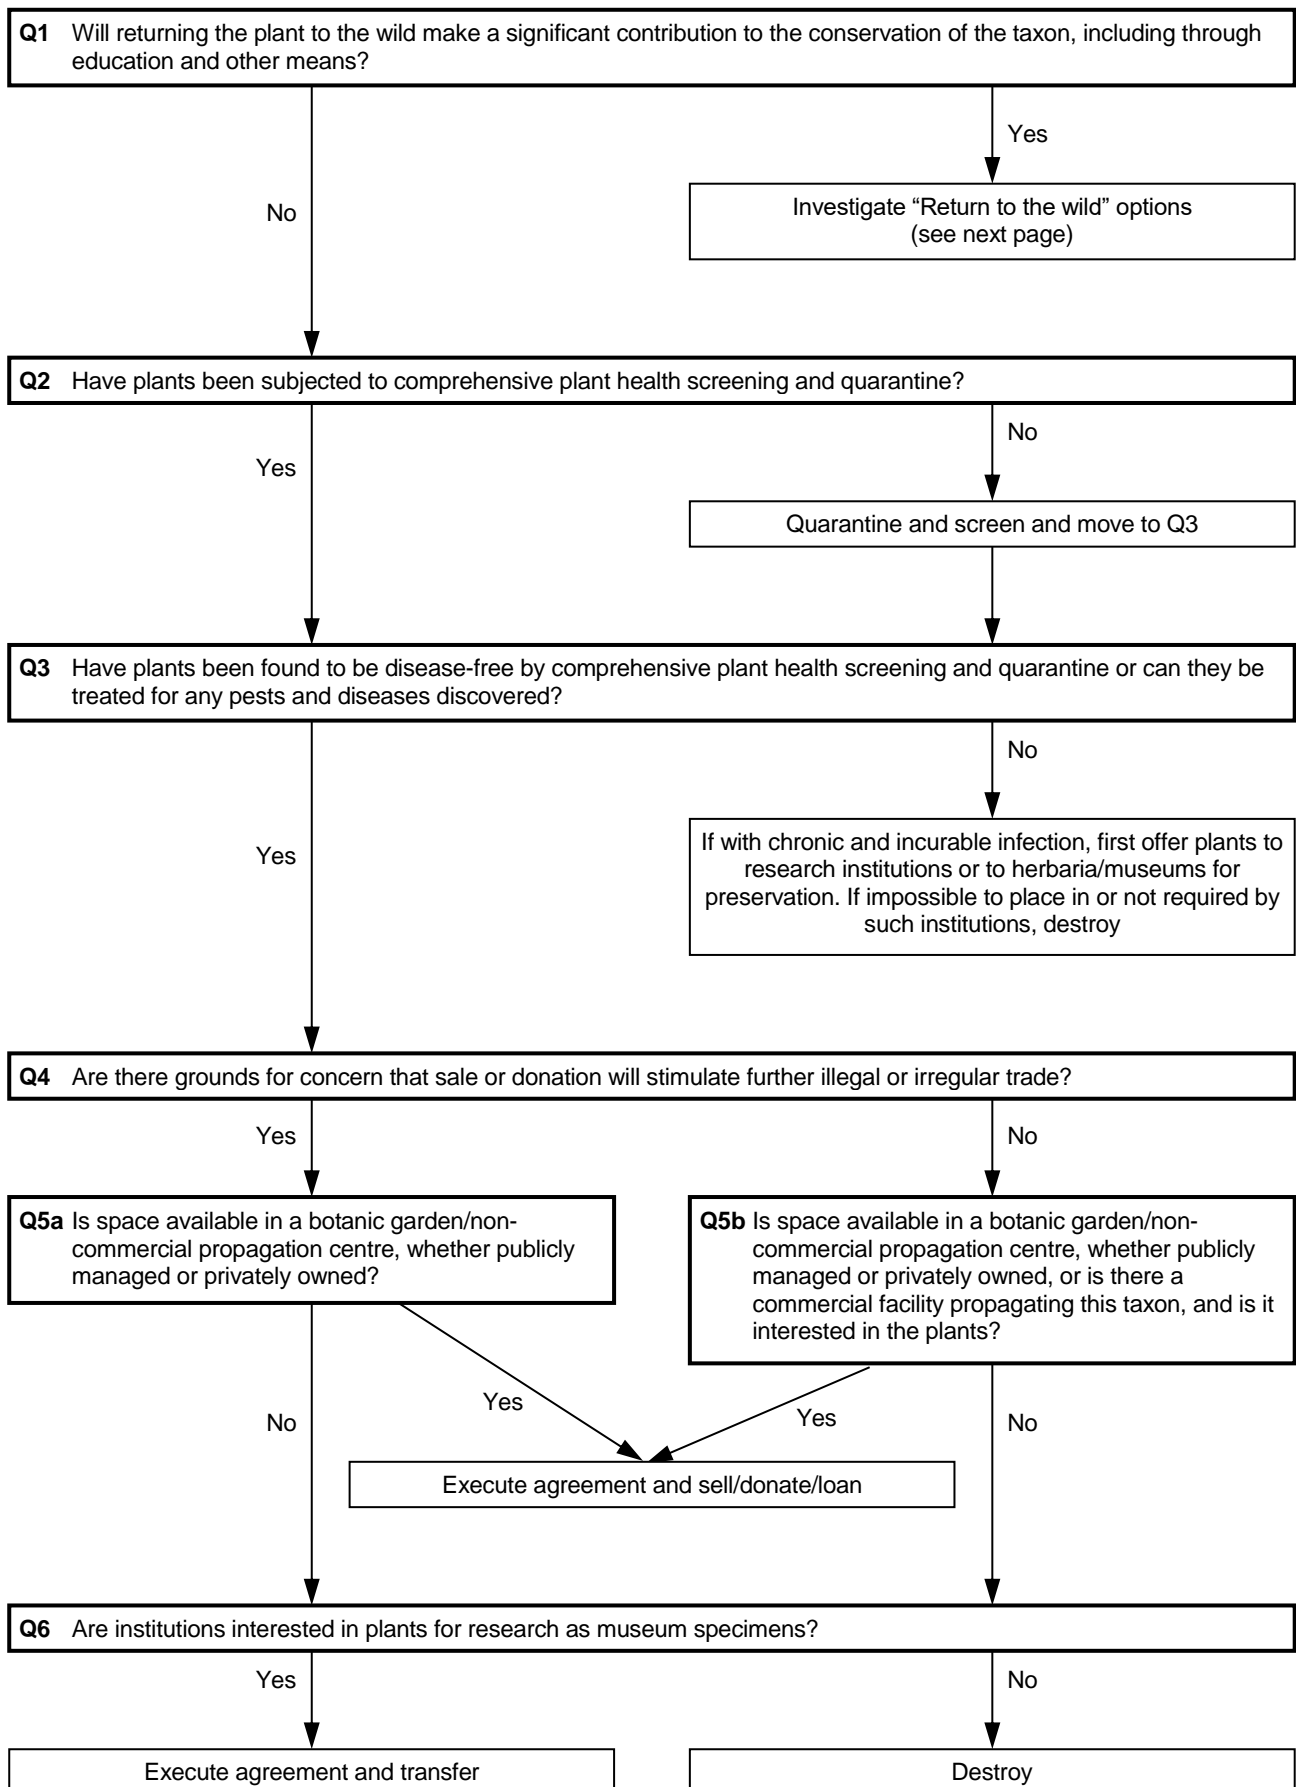 Q1 Will returning the plant to the wild make a significant contribution to the conservation of the taxon, including through
education and other means?
Yes
No
Investigate “Return to the wild” options
(see next page)
Q2 Have plants been subjected to comprehensive plant health screening and quarantine?
No
Yes
Quarantine and screen and move to Q3
Q3 Have plants been found to be disease-free by comprehensive plant health screening and quarantine or can they be
treated for any pests and diseases discovered?
No
Yes
If with chronic and incurable infection, first offer plants to
research institutions or to herbaria/museums for
preservation. If impossible to place in or not required by
such institutions, destroy
Q4 Are there grounds for concern that sale or donation will stimulate further illegal or irregular trade?
Yes
No
Q5a Is space available in a botanic garden/non-
commercial propagation centre, whether publicly
managed or privately owned?
Q5b Is space available in a botanic garden/non-
commercial propagation centre, whether publicly
managed or privately owned, or is there a
commercial facility propagating this taxon, and is it
interested in the plants?
Yes
Yes
No
No
Execute agreement and sell/donate/loan
Q6 Are institutions interested in plants for research as museum specimens?
Yes
No
Execute agreement and transfer
Destroy